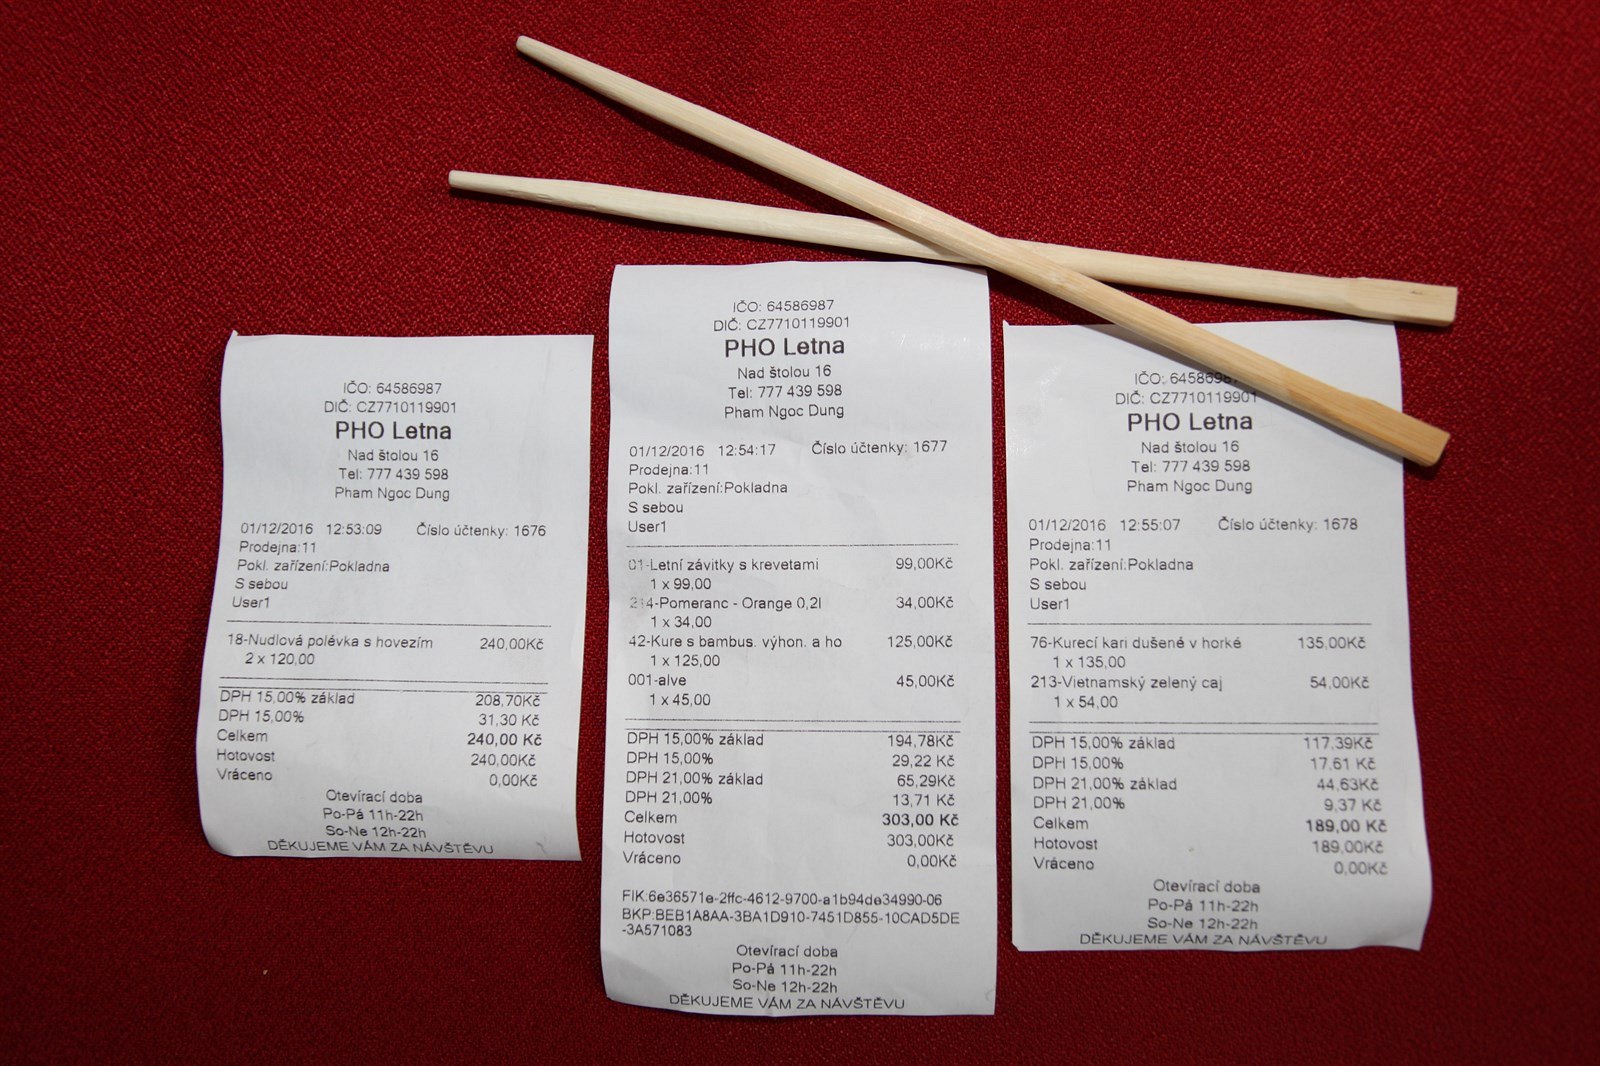 IČO: 64586987
DIČ: CZ7710119901
PHO Letna
Nad štolou 16
Tel: 777 439 598
Pham Ngoc Dung
01/12/2016 12:53:09 Číslo účtenky: 1676
Prodejna:11
Pokl. zařízení:Pokladna
S sebou
User1
18-Nudlová polévka s hovezím 240,00Kč
2 x 120,00
DPH 15,00% základ 208,70Kč
DPH 15,00% 31,30 Kč
Celkem 240,00 Kč
Hotovost 240,00Kč
Vráceno 0,00Kč
Otevírací doba
Po-Pá 11h-22h
So-Ne 12h-22h
DĚKUJEME VÁM ZA NÁVŠTĚVU
IČO: 64586987
DIČ: CZ7710119901
PHO Letna
Nad štolou 16
Tel: 777 439 598
Pham Ngoc Dung
01/12/2016 12:54:17 Číslo účtenky: 1677
Prodejna:11
Pokl. zařízení:Pokladna
S sebou
User1
01-Letní závitky s krevetami 99,00Kč
1 x 99,00
214-Pomeranc - Orange 0,2l 34,00Kč
1 x 34,00
42-Kure s bambus. výhon. a ho 125,00Kč
1 x 125,00
001-alve 45,00Kč
1 x 45,00
DPH 15,00% základ 194,78Kč
DPH 15,00% 29,22 Kč
DPH 21,00% základ 65,29Kč
DPH 21,00% 13,71 Kč
Celkem 303,00 Kč
Hotovost 303,00Kč
Vráceno 0,00Kč
FIK:6e36571e-2ffc-4612-9700-a1b94de34990-06
BKP:BEB1A8AA-3BA1D910-7451D855-10CAD5DE
-3A571083
Otevírací doba
Po-Pá 11h-22h
So-Ne 12h-22h
DĚKUJEME VÁM ZA NÁVŠTĚVU
IČO: 64586987
DIČ: CZ7710119901
PHO Letna
Nad štolou 16
Tel: 777 439 598
Pham Ngoc Dung
01/12/2016 12:55:07 Číslo účtenky: 1678
Prodejna:11
Pokl. zařízení:Pokladna
S sebou
User1
76-Kurecí kari dušené v horké 135,00Kč
1 x 135,00
213-Vietnamský zelený caj 54,00Kč
1 x 54,00
DPH 15,00% základ 117,39Kč
DPH 15,00% 17,61 Kč
DPH 21,00% základ 44,63Kč
DPH 21,00% 9,37 Kč
Celkem 189,00 Kč
Hotovost 189,00Kč
Vráceno 0,00Kč
Otevírací doba
Po-Pá 11h-22h
So-Ne 12h-22h
DĚKUJEME VÁM ZA NÁVŠTĚVU